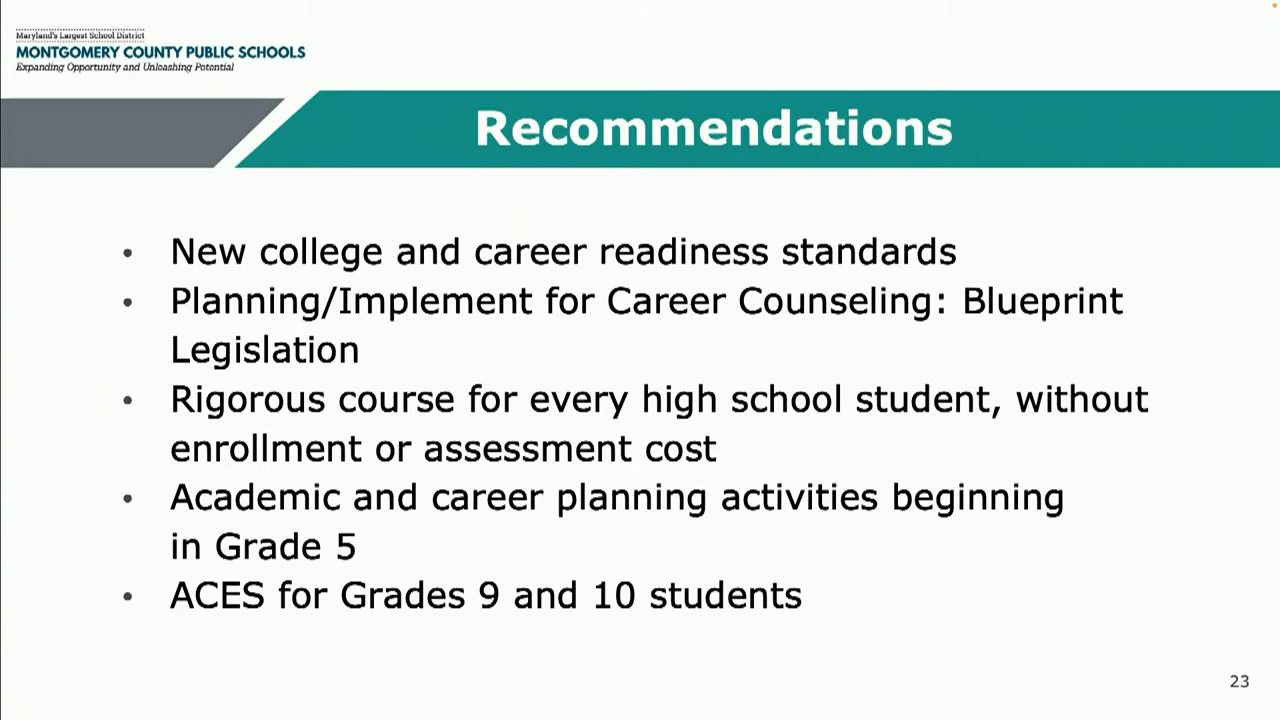 Maryland's Largest School District
MONTGOMERY COUNTY PUBLIC SCHOOLS
Expanding Opportunity and Unleashing Potential
Recommendations
• New college and career readiness standards
• Planning/Implement for Career Counseling: Blueprint
Legislation
• Rigorous course for every high school student, without
enrollment or assessment cost
• Academic and career planning activities beginning
in Grade 5
• ACES for Grades 9 and 10 students
23